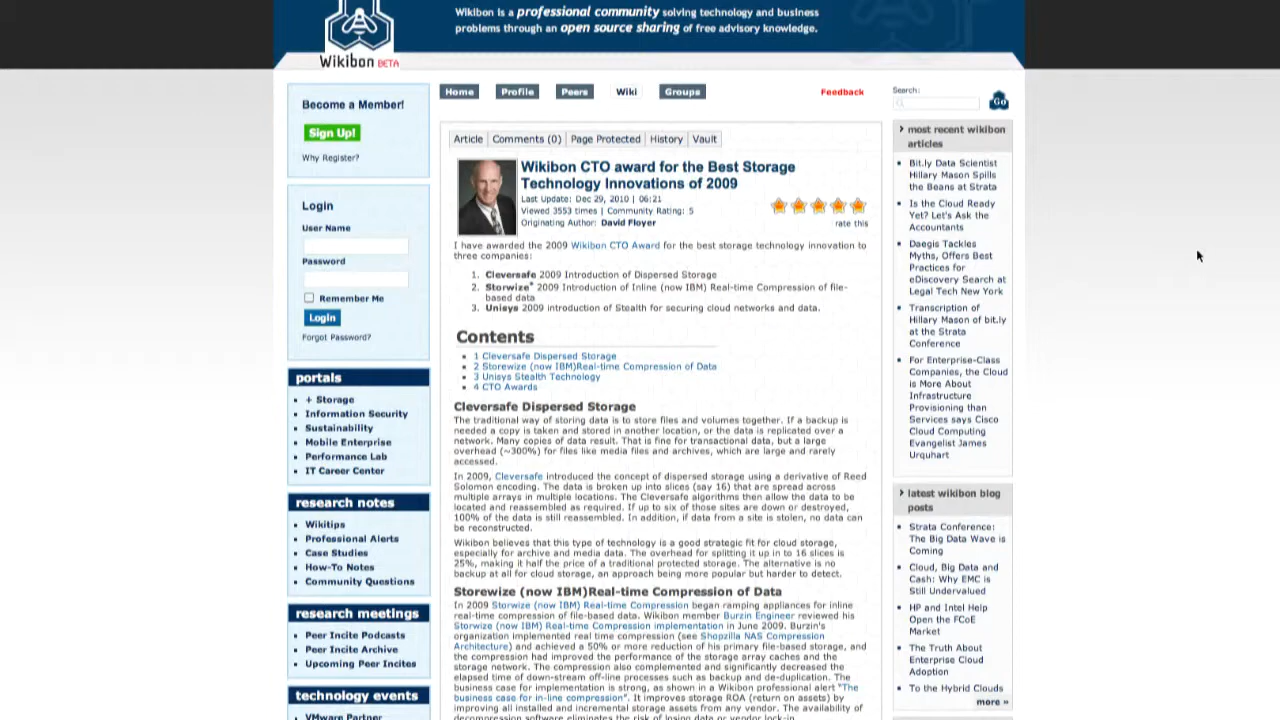 Wikibon is a professional community solving technology and business
problems through an open source sharing of free advisory knowledge.
Wikibon BETA
Become a Member!
Sign Up!
Why Register?
Login
User Name
Password
Remember Me
Login
Forgot Password?
portals
+ Storage
Information Security
Sustainability
Mobile Enterprise
Performance Lab
IT Career Center
research notes
Wikitips
Professional Alerts
Case Studies
How-To Notes
Community Questions
research meetings
Peer Incite Podcasts
Peer Incite Archive
Upcoming Peer Incites
technology events
VMware Partner
Home Profile Peers Wiki Groups Feedback
Article Comments (0) Page Protected History Vault
Wikibon CTO award for the Best Storage
Technology Innovations of 2009
Last Update: Dec 29, 2010 | 06:21
Viewed 3553 times | Community Rating: 5
Originating Author: David Floyer
rate this
I have awarded the 2009 Wikibon CTO Award for the best storage technology innovation to
three companies:
1. Cleversafe 2009 Introduction of Dispersed Storage
2. Storwize* 2009 Introduction of Inline (now IBM) Real-time Compression of file-
based data
3. Unisys 2009 introduction of Stealth for securing cloud networks and data.
Contents
1 Cleversafe Dispersed Storage
2 Storewize (now IBM)Real-time Compression of Data
3 Unisys Stealth Technology
4 CTO Awards
Cleversafe Dispersed Storage
The traditional way of storing data is to store files and volumes together. If a backup is
needed a copy is taken and stored in another location, or the data is replicated over a
network. Many copies of data result. That is fine for transactional data, but a large
overhead (~300%) for files like media files and archives, which are large and rarely
accessed.
In 2009, Cleversafe introduced the concept of dispersed storage using a derivative of Reed
Solomon encoding. The data is broken up into slices (say 16) that are spread across
multiple arrays in multiple locations. The Cleversafe algorithms then allow the data to be
located and reassembled as required. If up to six of those sites are down or destroyed,
100% of the data is still reassembled. In addition, if data from a site is stolen, no data can
be reconstructed.
Wikibon believes that this type of technology is a good strategic fit for cloud storage,
especially for archive and media data. The overhead for splitting it up in to 16 slices is
25%, making it half the price of a traditional protected storage. The alternative is no
backup at all for cloud storage, an approach being more popular but harder to detect.
Storewize (now IBM)Real-time Compression of Data
In 2009 Storwize (now IBM) Real-time Compression began ramping appliances for inline
real-time compression of file-based data. Wikibon member Burzin Engineer reviewed his
Storwize (now IBM) Real-time Compression implementation in June 2009. Burzin's
organization implemented real time compression (see Shopzilla NAS Compression
Architecture) and achieved a 50% or more reduction of his primary file-based storage, and
the compression had improved the performance of the storage array caches and the
storage network. The compression also complemented and significantly decreased the
elapsed time of down-stream off-line processes such as backup and de-duplication. The
business case for implementation is strong, as shown in a Wikibon professional alert "The
business case for in-line compression". It improves storage ROA (return on assets) by
improving all installed and incremental storage assets from any vendor. The availability of
decompression software eliminates the risk of losing data or vendor lock-in.
Search:
Go
most recent wikibon
articles
Bit.ly Data Scientist
Hillary Mason Spills
the Beans at Strata
Is the Cloud Ready
Yet? Let's Ask the
Accountants
Daegis Tackles
Myths, Offers Best
Practices for
eDiscovery Search at
Legal Tech New York
Transcription of
Hillary Mason of bit.ly
at the Strata
Conference
For Enterprise-Class
Companies, the Cloud
is More About
Infrastructure
Provisioning than
Services says Cisco
Cloud Computing
Evangelist James
Urquhart
latest wikibon blog
posts
Strata Conference:
The Big Data Wave is
Coming
Cloud, Big Data and
Cash: Why EMC is
Still Undervalued
HP and Intel Help
Open the FCoE
Market
The Truth About
Enterprise Cloud
Adoption
To the Hybrid Clouds
more »